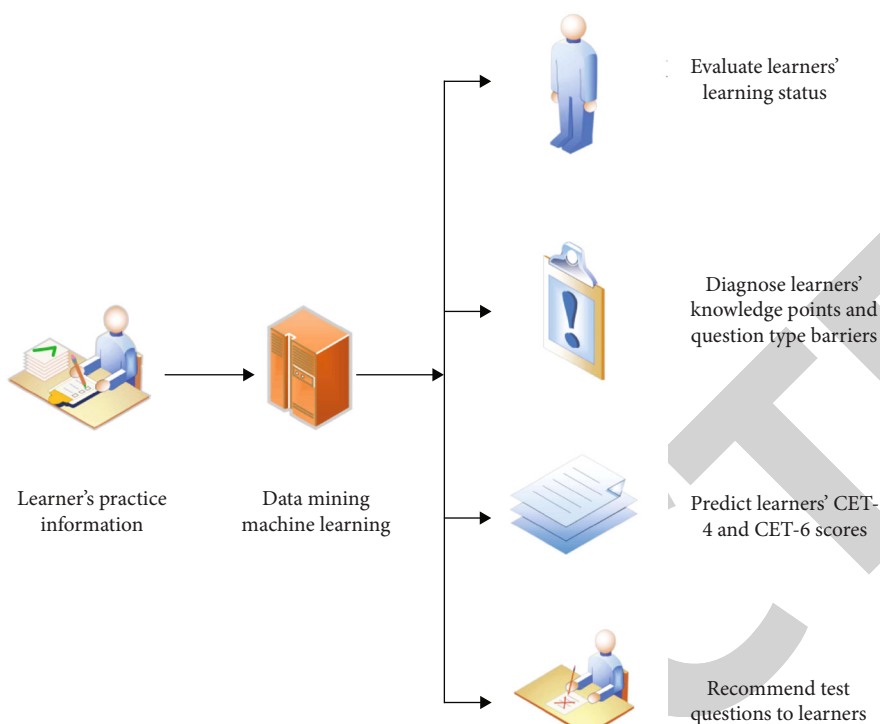 Evaluate learners’
learning status
Diagnose learners’
knowledge points and
question type barriers
Learner’s practice
information
Data mining
machine learning
Predict learners’ CET-
4 and CET-6 scores
Recommend test
questions to learners